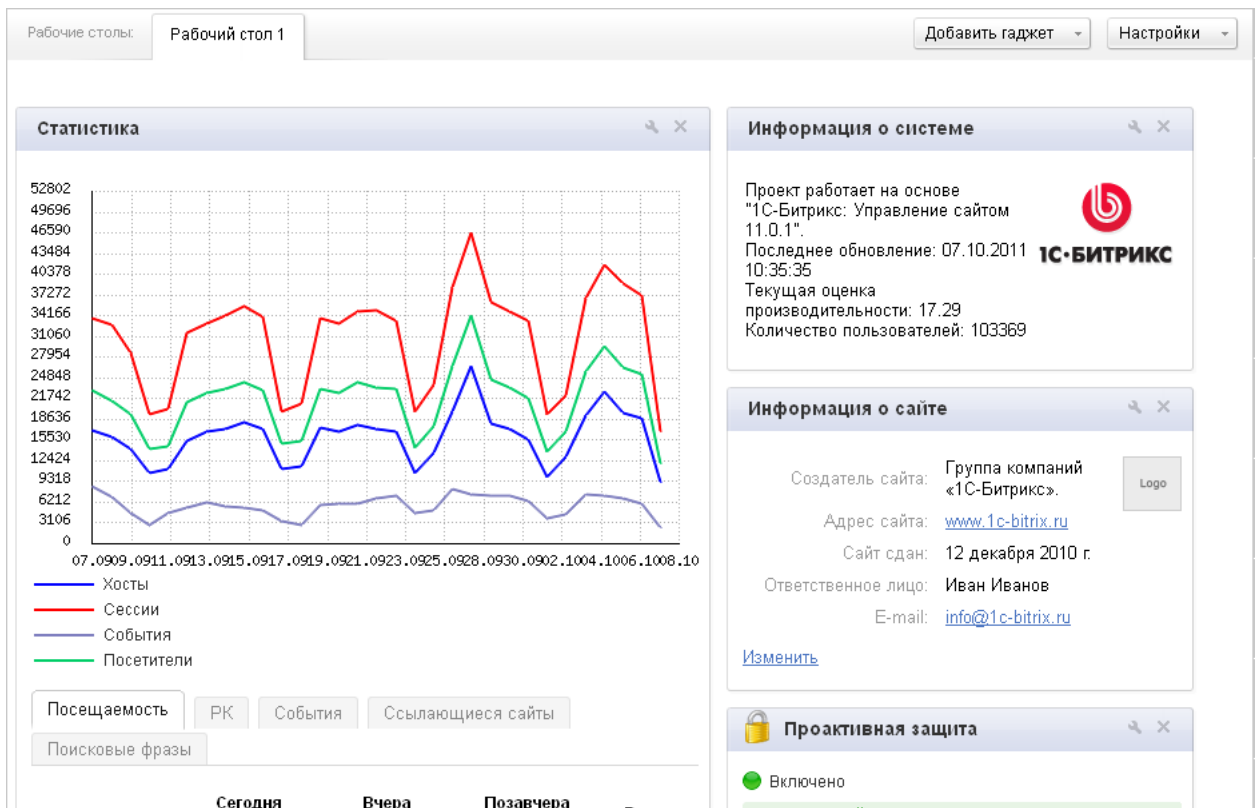 Рабочие столы:
Рабочий стол 1
Добавить гаджет
Настройки
Статистика
52802
49696
46590
43484
40378
37272
34166
31060
27954
24848
21742
18636
15530
12424
9318
6212
3106
0
07.0909.0911.0913.0915.0917.0919.0921.0923.0925.0928.0930.0902.1004.1006.1008.10
Хосты
Сессии
События
Посетители
Посещаемость
РК
События
Ссылающиеся сайты
Поисковые фразы
Сегодня
Вчера
Позавчера
Информация о системе
Проект работает на основе
"1С-Битрикс: Управление сайтом
11.0.1".
Последнее обновление: 07.10.2011
10:35:35
Текущая оценка
производительности: 17.29
Количество пользователей: 103369
1С·БИТРИКС
Информация о сайте
Создатель сайта: Группа компаний
«1С-Битрикс».
Logo
Адрес сайта: www.1c-bitrix.ru
Сайт сдан: 12 декабря 2010 г.
Ответственное лицо: Иван Иванов
E-mail: info@1c-bitrix.ru
Изменить
Проактивная защита
Включено